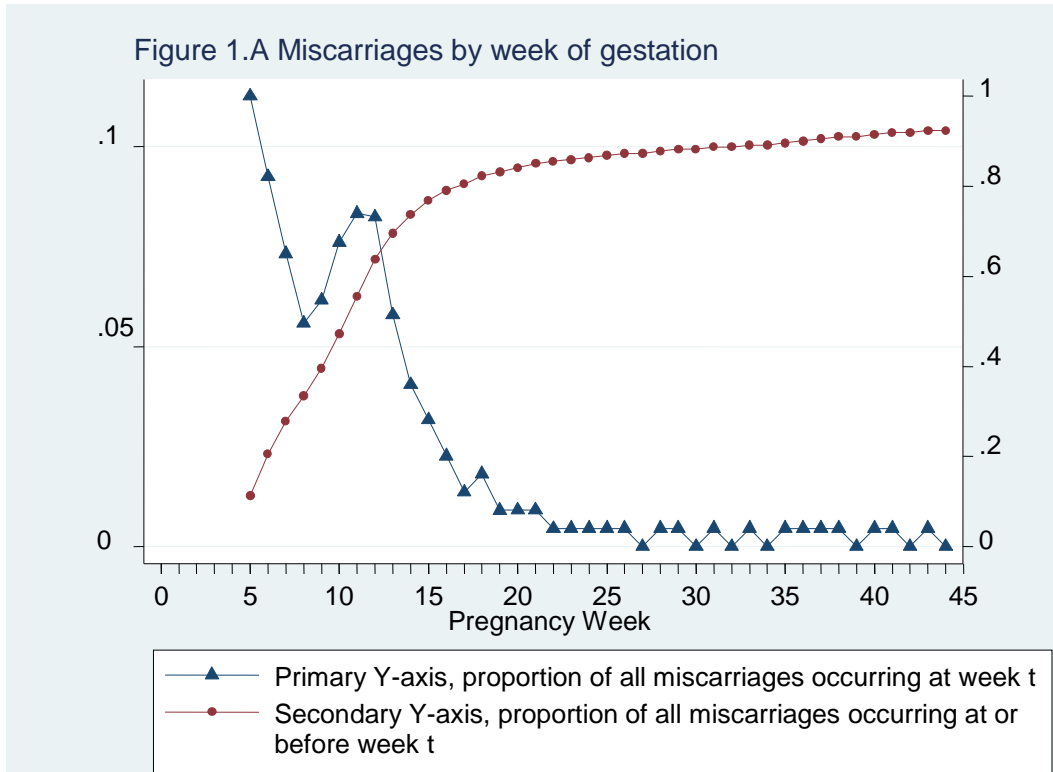 Figure 1.A Miscarriages by week of gestation
.1
.05
0
1
.8
.6
.4
.2
0
0 5 10 15 20 25 30 35 40 45
Pregnancy Week
Primary Y-axis, proportion of all miscarriages occurring at week t
Secondary Y-axis, proportion of all miscarriages occurring at or
before week t